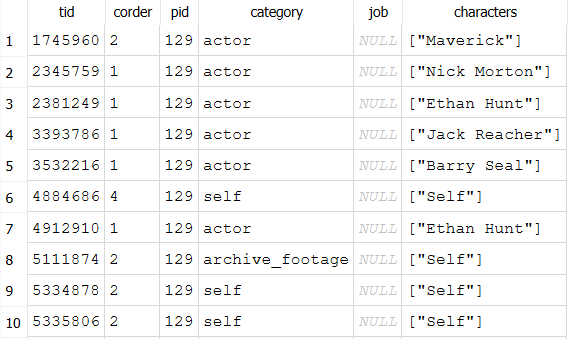 tid corder pid category job characters
1 1745960 2 129 actor NULL ["Maverick"]
2 2345759 1 129 actor NULL ["Nick Morton"]
3 2381249 1 129 actor NULL ["Ethan Hunt"]
4 3393786 1 129 actor NULL ["Jack Reacher"]
5 3532216 1 129 actor NULL ["Barry Seal"]
6 4884686 4 129 self NULL ["Self"]
7 4912910 1 129 actor NULL ["Ethan Hunt"]
8 5111874 2 129 archive_footage NULL ["Self"]
9 5334878 2 129 self NULL ["Self"]
10 5335806 2 129 self NULL ["Self"]